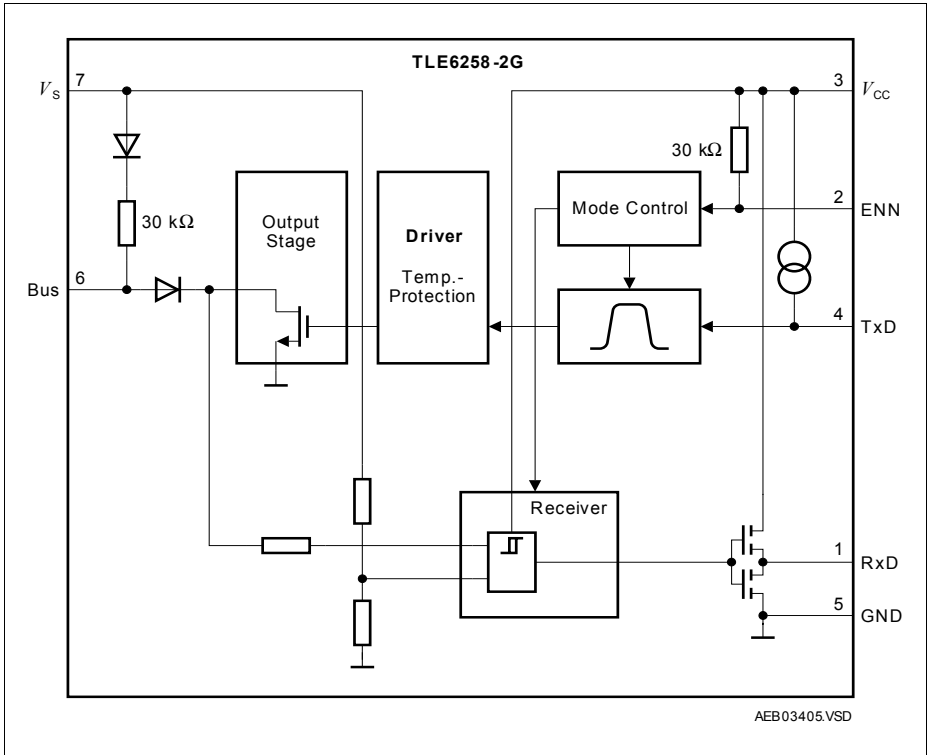 TLE6258-2G
V_S 7
3 V_CC
30 kΩ
Mode Control
2 ENN
30 kΩ
Output
Stage
Driver
Temp.-
Protection
Bus 6
4 TxD
Receiver
1 RxD
5 GND
AEB03405.VSD